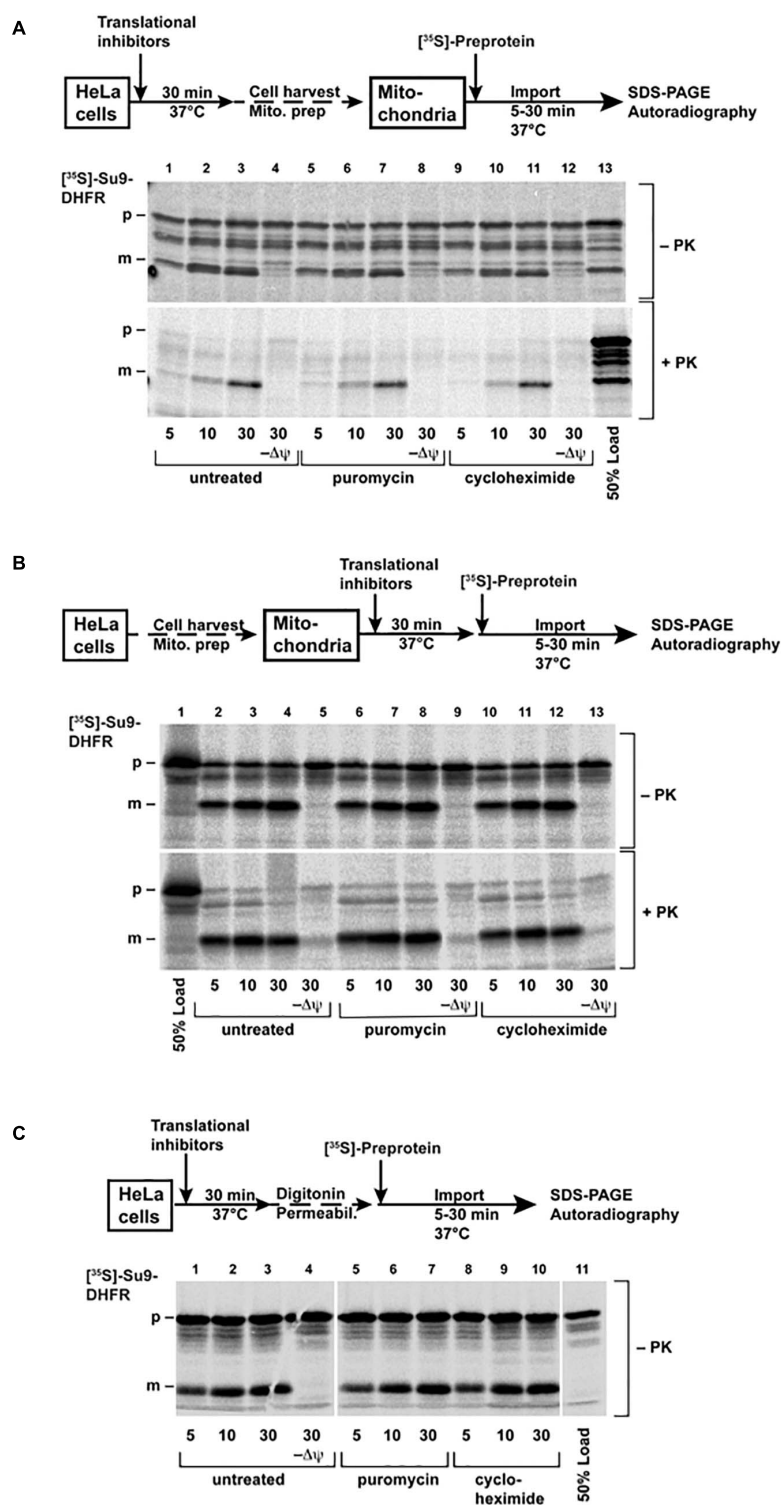 A
Translational
inhibitors
[³⁵S]-Preprotein
HeLa
cells
30 min
37°C
Cell harvest
Mito. prep
Mito-
chondria
Import
5-30 min
37°C
SDS-PAGE
Autoradiography
[³⁵S]-Su9-
DHFR
1 2 3 4 5 6 7 8 9 10 11 12 13
p
m
– PK
p
m
+ PK
5 10 30 30 5 10 30 30 5 10 30 30
–Δψ –Δψ –Δψ
untreated puromycin cycloheximide
50% Load
B
Translational
inhibitors
[³⁵S]-Preprotein
HeLa
cells
Cell harvest
Mito. prep
Mito-
chondria
30 min
37°C
Import
5-30 min
37°C
SDS-PAGE
Autoradiography
[³⁵S]-Su9-
DHFR
1 2 3 4 5 6 7 8 9 10 11 12 13
p
m
– PK
p
m
+ PK
50% Load
5 10 30 30 5 10 30 30 5 10 30 30
–Δψ –Δψ –Δψ
untreated puromycin cycloheximide
C
Translational
inhibitors
[³⁵S]-Preprotein
HeLa
cells
30 min
37°C
Digitonin
Permeabil.
Import
5-30 min
37°C
SDS-PAGE
Autoradiography
[³⁵S]-Su9-
DHFR
1 2 3 4 5 6 7 8 9 10 11
p
m
– PK
5 10 30 30 5 10 30 5 10 30
–Δψ
untreated puromycin cyclo-
heximide
50% Load